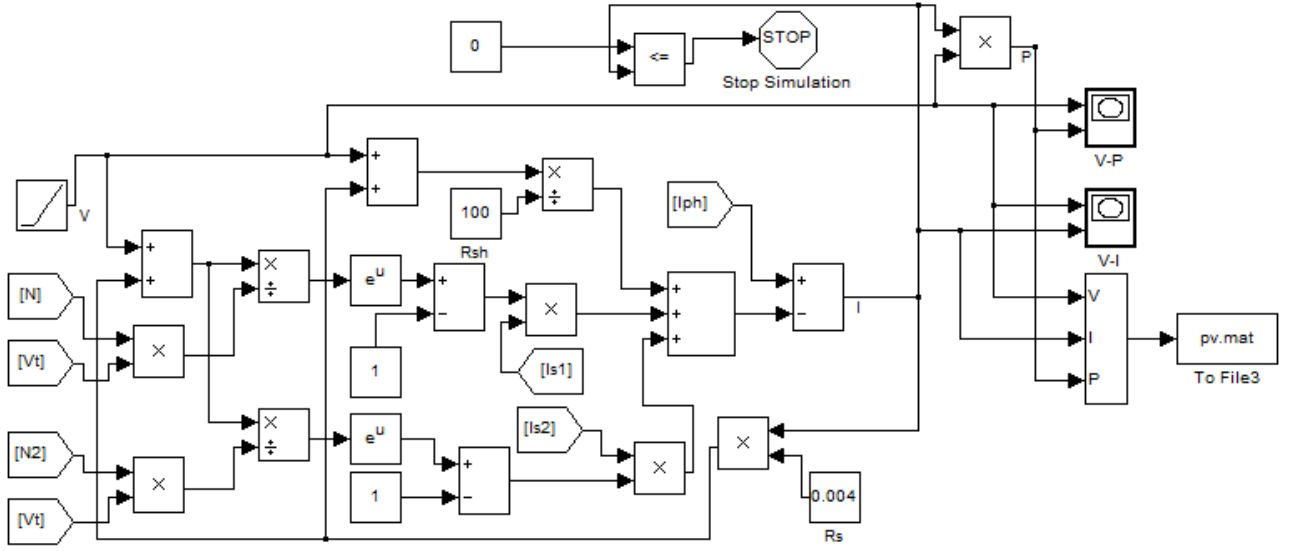 0
<=
STOP
Stop Simulation
×
P
V-P
V
+
+
×
÷
100
Rsh
[Iph]
V-I
+
+
[N]
[Vt]
×
×
÷
e^u
+
−
1
×
[Is1]
+
+
+
+
−
I
V
I
P
pv.mat
To File3
[N2]
[Vt]
×
×
÷
e^u
+
−
1
[Is2]
×
×
0.004
Rs